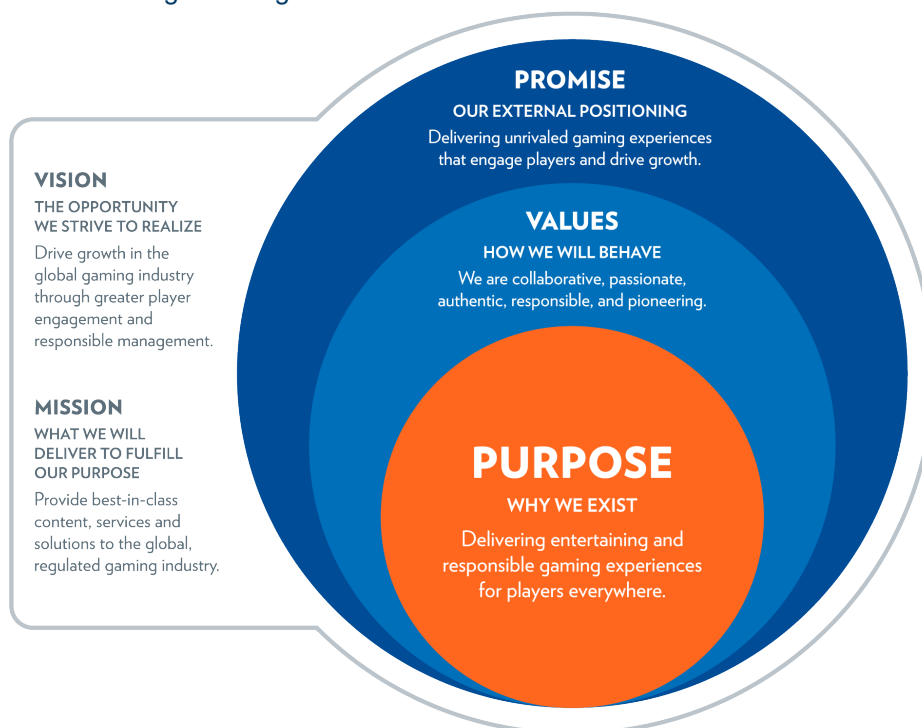 VISION
THE OPPORTUNITY
WE STRIVE TO REALIZE
Drive growth in the
global gaming industry
through greater player
engagement and
responsible management.
MISSION
WHAT WE WILL
DELIVER TO FULFILL
OUR PURPOSE
Provide best-in-class
content, services and
solutions to the global,
regulated gaming industry.
PROMISE
OUR EXTERNAL POSITIONING
Delivering unrivaled gaming experiences
that engage players and drive growth.
VALUES
HOW WE WILL BEHAVE
We are collaborative, passionate,
authentic, responsible, and pioneering.
PURPOSE
WHY WE EXIST
Delivering entertaining and
responsible gaming experiences
for players everywhere.